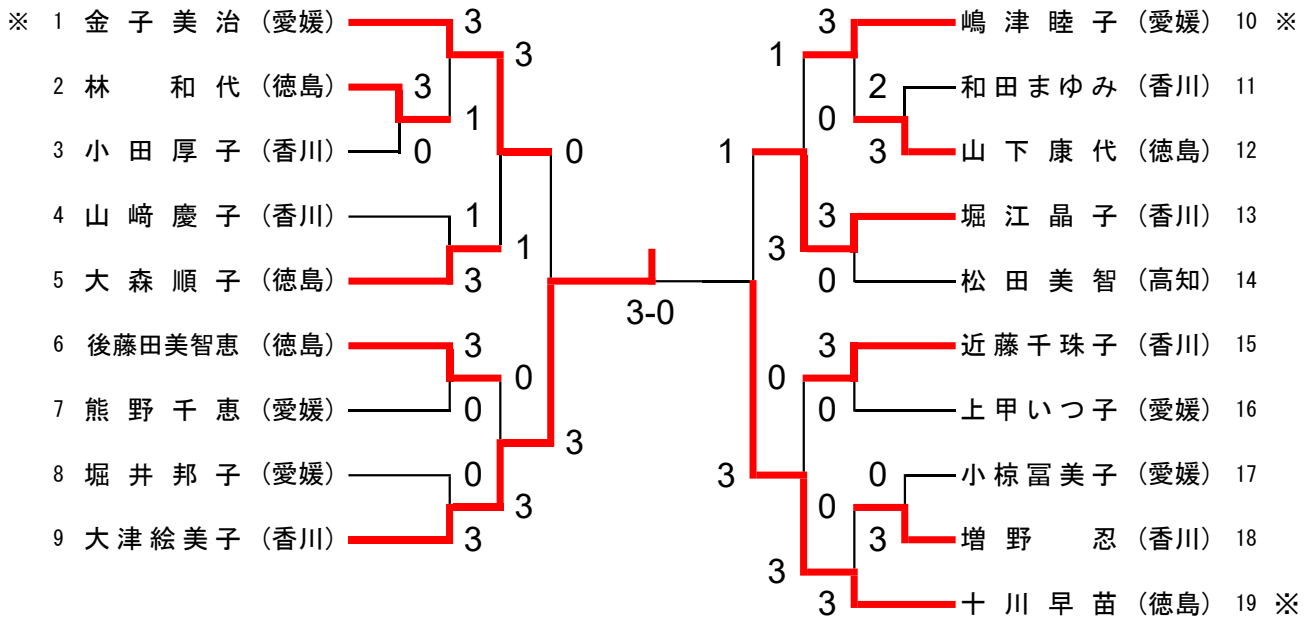 ※ 1 金子美治 (愛媛) 3
3
2 林 和代 (徳島) 3
1
3 小田厚子 (香川) 0
0
4 山﨑慶子 (香川) 1
1
5 大森順子 (徳島) 3
3-0
6 後藤田美智恵 (徳島) 3
0
7 熊野千恵 (愛媛) 0
3
8 堀井邦子 (愛媛) 0
3
9 大津絵美子 (香川) 3
3 嶋津睦子 (愛媛) 10 ※
1
2 和田まゆみ (香川) 11
0
3 山下康代 (徳島) 12
1
3 堀江晶子 (香川) 13
3
0 松田美智 (高知) 14
3 近藤千珠子 (香川) 15
0
0 上甲いつ子 (愛媛) 16
3
0 小椋冨美子 (愛媛) 17
0
3 増野 忍 (香川) 18
3
3 十川早苗 (徳島) 19 ※